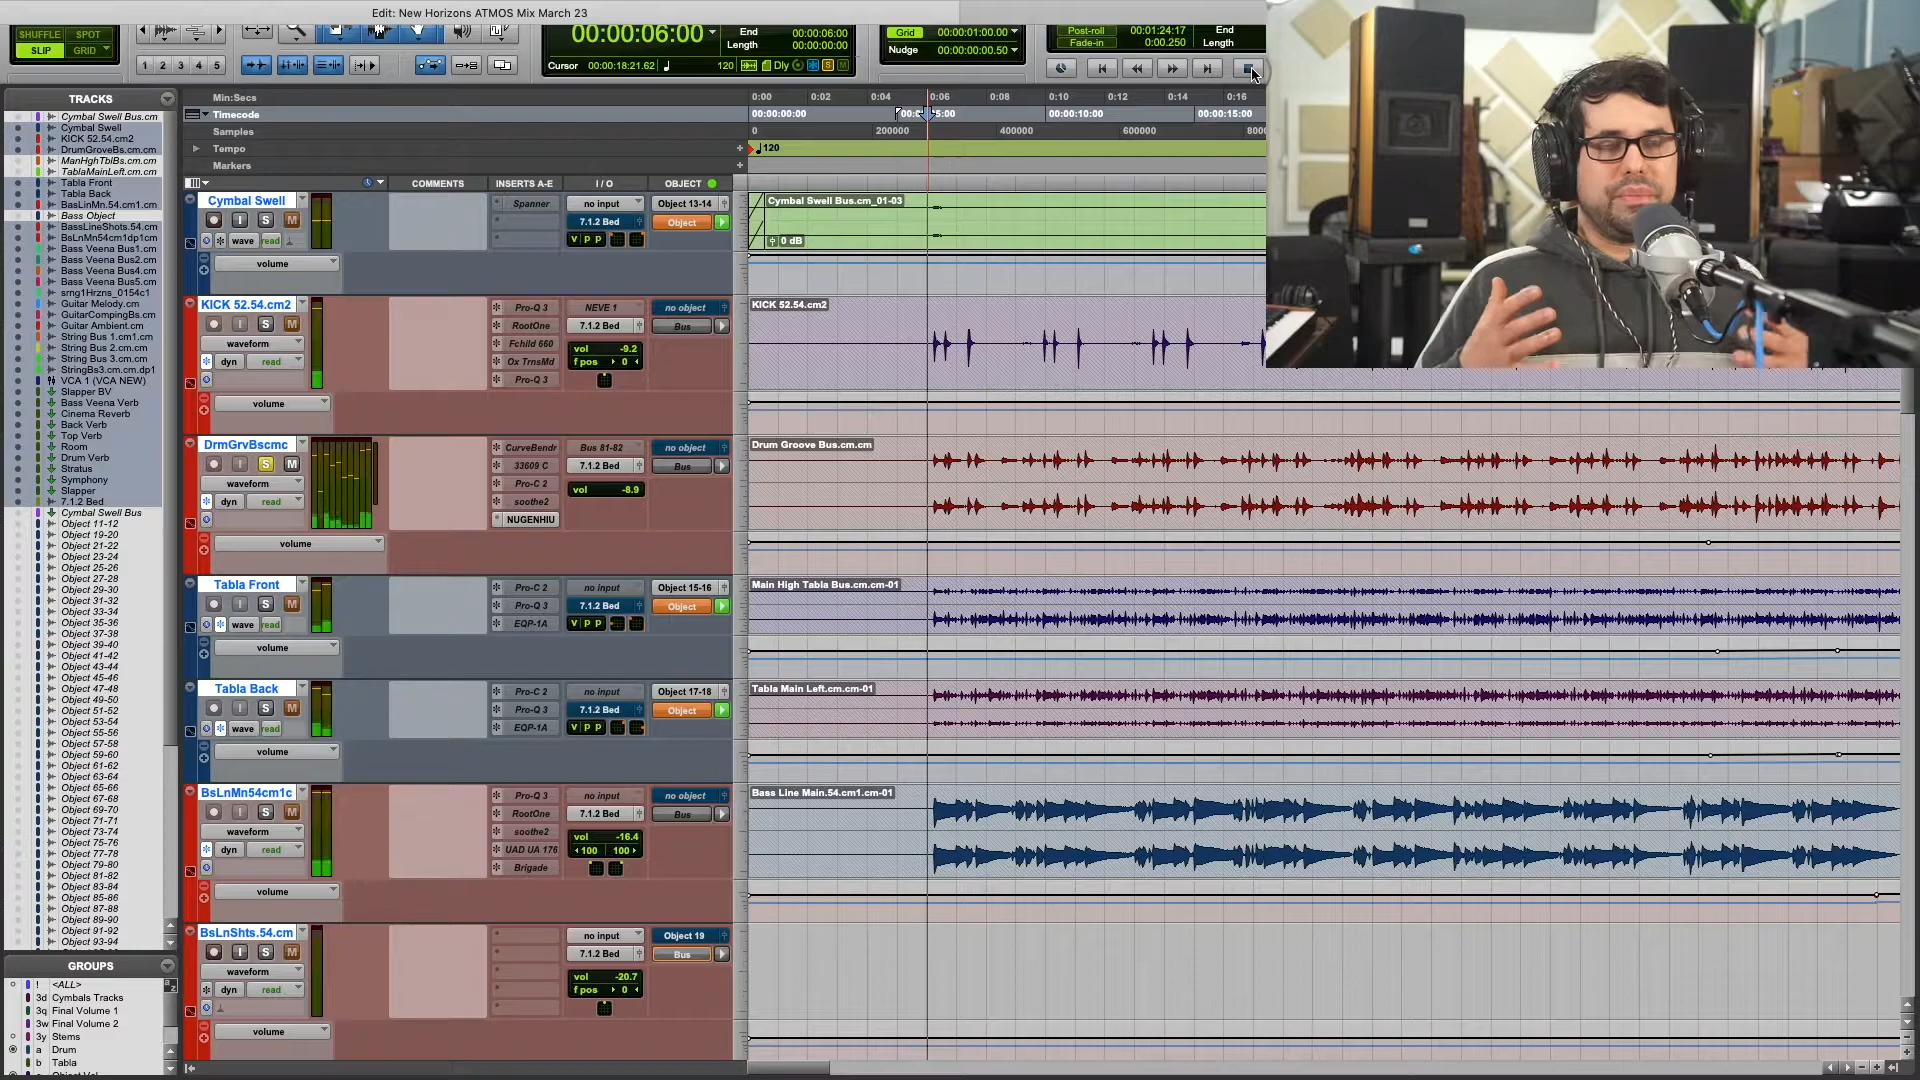 Edit: New Horizons ATMOS Mix March 23
SHUFFLE SPOT
SLIP GRID
1 2 3 4 5
00:00:06:00
End 00:00:06:00
Length 00:00:00:00
Cursor 00:00:18:21.62
120
Dly
S
M
Grid 00:00:01:00.00
Nudge 00:00:00:00.50
Post-roll 00:01:24:17
Fade-in 0:00.250
End
Length
TRACKS
Cymbal Swell Bus.cm
Cymbal Swell
KICK 52.54.cm2
DrumGroveBs.cm.cm
ManHghTblBs.cm.cm
TablaMainLeft.cm.cm
Tabla Front
Tabla Back
BasLinMn.54.cm1.cm
Bass Object
BassLineShots.54.cm
BsLnMn54cm1dp1cm
Bass Veena Bus1.cm
Bass Veena Bus2.cm
Bass Veena Bus4.cm
Bass Veena Bus5.cm
srng1Hrzns_0154c1
Guitar Melody.cm
GuitarCompingBs.cm
Guitar Ambient.cm
String Bus 1.cm1.cm
String Bus 2.cm.cm
String Bus 3.cm.cm
StringBs3.cm.cm.dp1
VCA 1 (VCA NEW)
Slapper BV
Bass Veena Verb
Cinema Reverb
Back Verb
Top Verb
Room
Drum Verb
Stratus
Symphony
Slapper
7.1.2 Bed
Cymbal Swell Bus
Object 11-12
Object 19-20
Object 21-22
Object 23-24
Object 25-26
Object 27-28
Object 29-30
Object 31-32
Object 33-34
Object 35-36
Object 37-38
Object 39-40
Object 41-42
Object 43-44
Object 45-46
Object 47-48
Object 49-50
Object 51-52
Object 53-54
Object 55-56
Object 57-58
Object 59-60
Object 61-62
Object 63-64
Object 65-66
Object 67-68
Object 69-70
Object 71-72
Object 73-74
Object 75-76
Object 77-78
Object 79-80
Object 81-82
Object 83-84
Object 85-86
Object 87-88
Object 89-90
Object 91-92
Object 93-94
GROUPS
! <ALL>
3d Cymbals Tracks
3q Final Volume 1
3w Final Volume 2
3y Stems
a Drum
b Tabla
Min:Secs 0:00 0:02 0:04 0:06 0:08 0:10 0:12 0:14 0:16
Timecode 00:00:00:00 00:00:10:00 00:00:15:00
Samples 0 200000 400000 600000
Tempo 120
Markers
COMMENTS INSERTS A-E I / O OBJECT
Cymbal Swell
I S M
wave read
volume
Spanner
no input
7.1.2 Bed
V P P
Object 13-14
Object
Cymbal Swell Bus.cm_01-03
0 dB
KICK 52.54.cm2
I S M
waveform
dyn read
volume
Pro-Q 3
RootOne
Fchild 660
Ox TrnsMd
Pro-Q 3
NEVE 1
7.1.2 Bed
vol -9.2
f pos 0
no object
Bus
KICK 52.54.cm2
DrmGrvBscmc
I S M
waveform
dyn read
volume
CurveBendr
33609 C
Pro-C 2
soothe2
NUGENHIU
Bus 81-82
7.1.2 Bed
vol -8.9
no object
Bus
Drum Groove Bus.cm.cm
Tabla Front
I S M
wave read
volume
Pro-C 2
Pro-Q 3
EQP-1A
no input
7.1.2 Bed
V P P
Object 15-16
Object
Main High Tabla Bus.cm.cm-01
Tabla Back
I S M
wave read
volume
Pro-C 2
Pro-Q 3
EQP-1A
no input
7.1.2 Bed
V P P
Object 17-18
Object
Tabla Main Left.cm.cm-01
BsLnMn54cm1c
I S M
waveform
dyn read
volume
Pro-Q 3
RootOne
soothe2
UAD UA 176
Brigade
no input
7.1.2 Bed
vol -16.4
100 100
no object
Bus
Bass Line Main.54.cm1.cm-01
BsLnShts.54.cm
I S M
waveform
dyn read
volume
no input
7.1.2 Bed
vol -20.7
f pos 0
Object 19
Bus